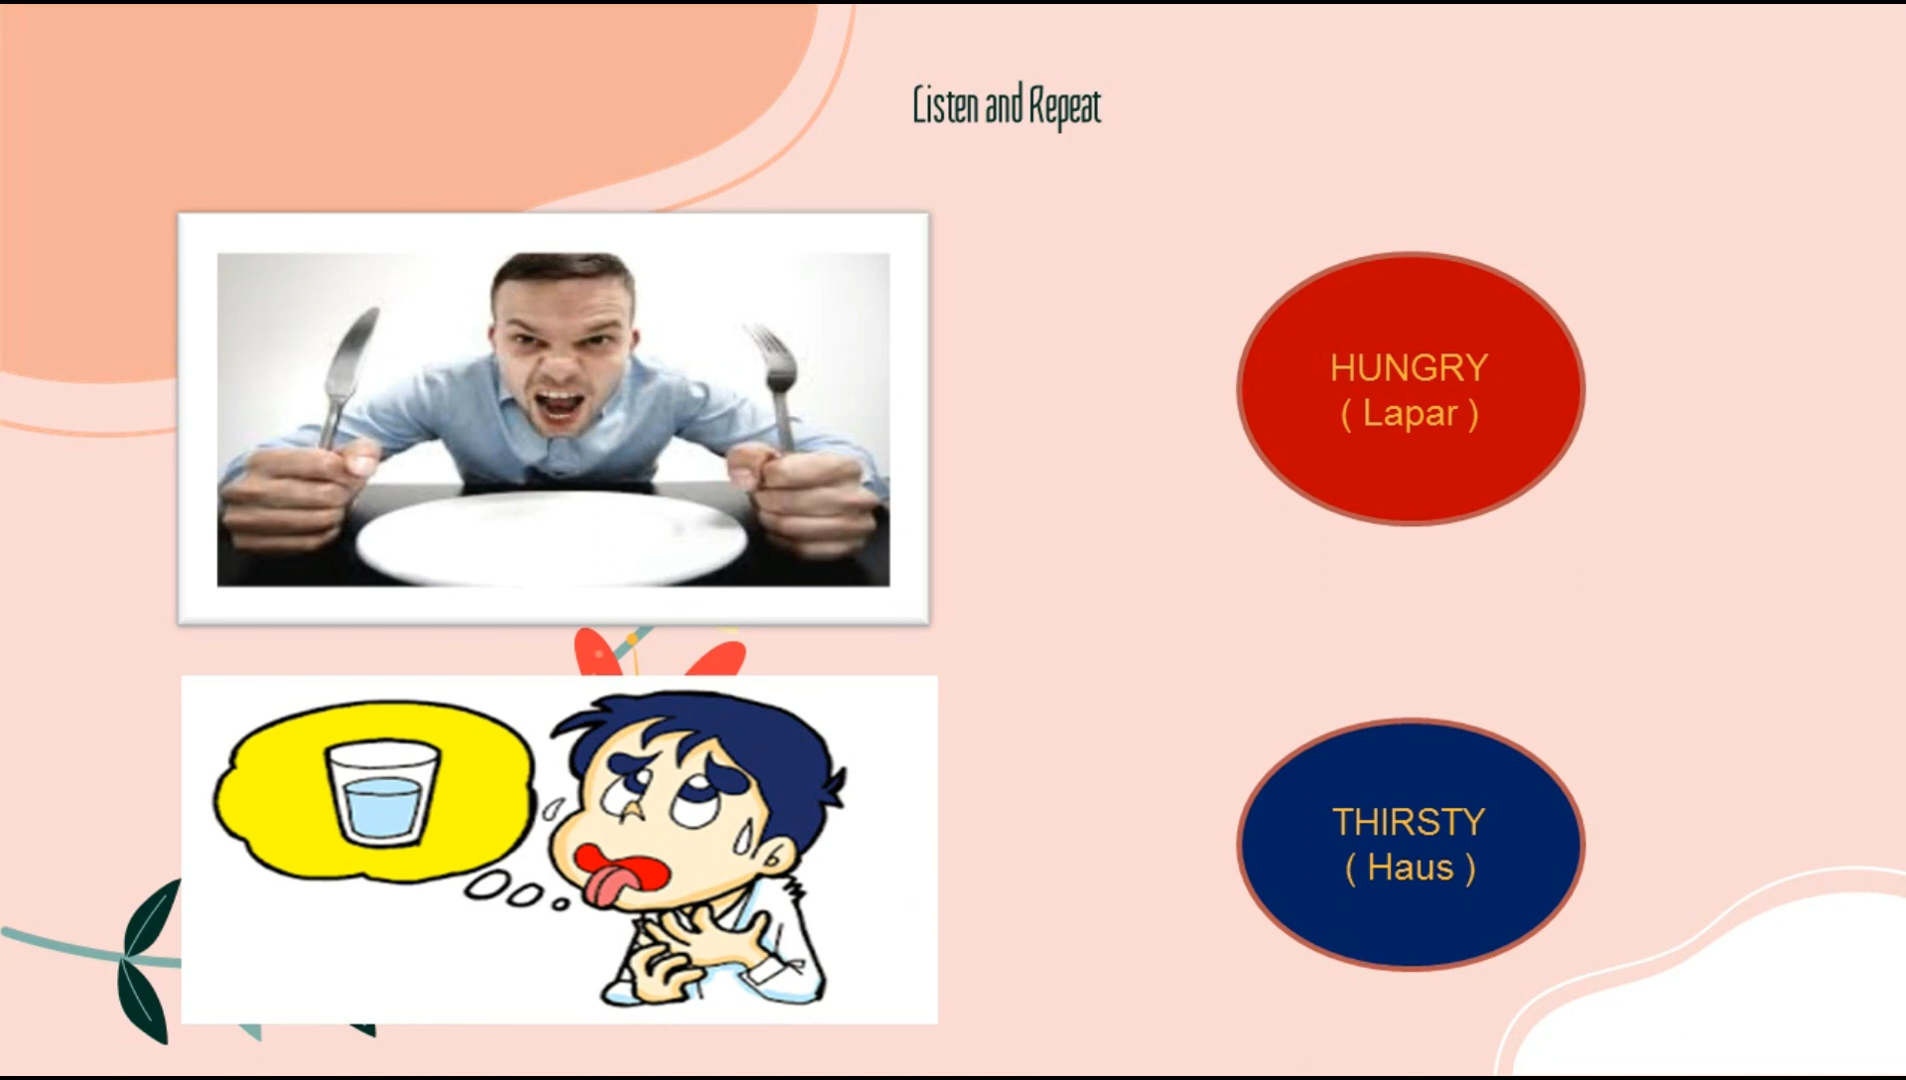 Listen and Repeat
HUNGRY
( Lapar )
THIRSTY
( Haus )